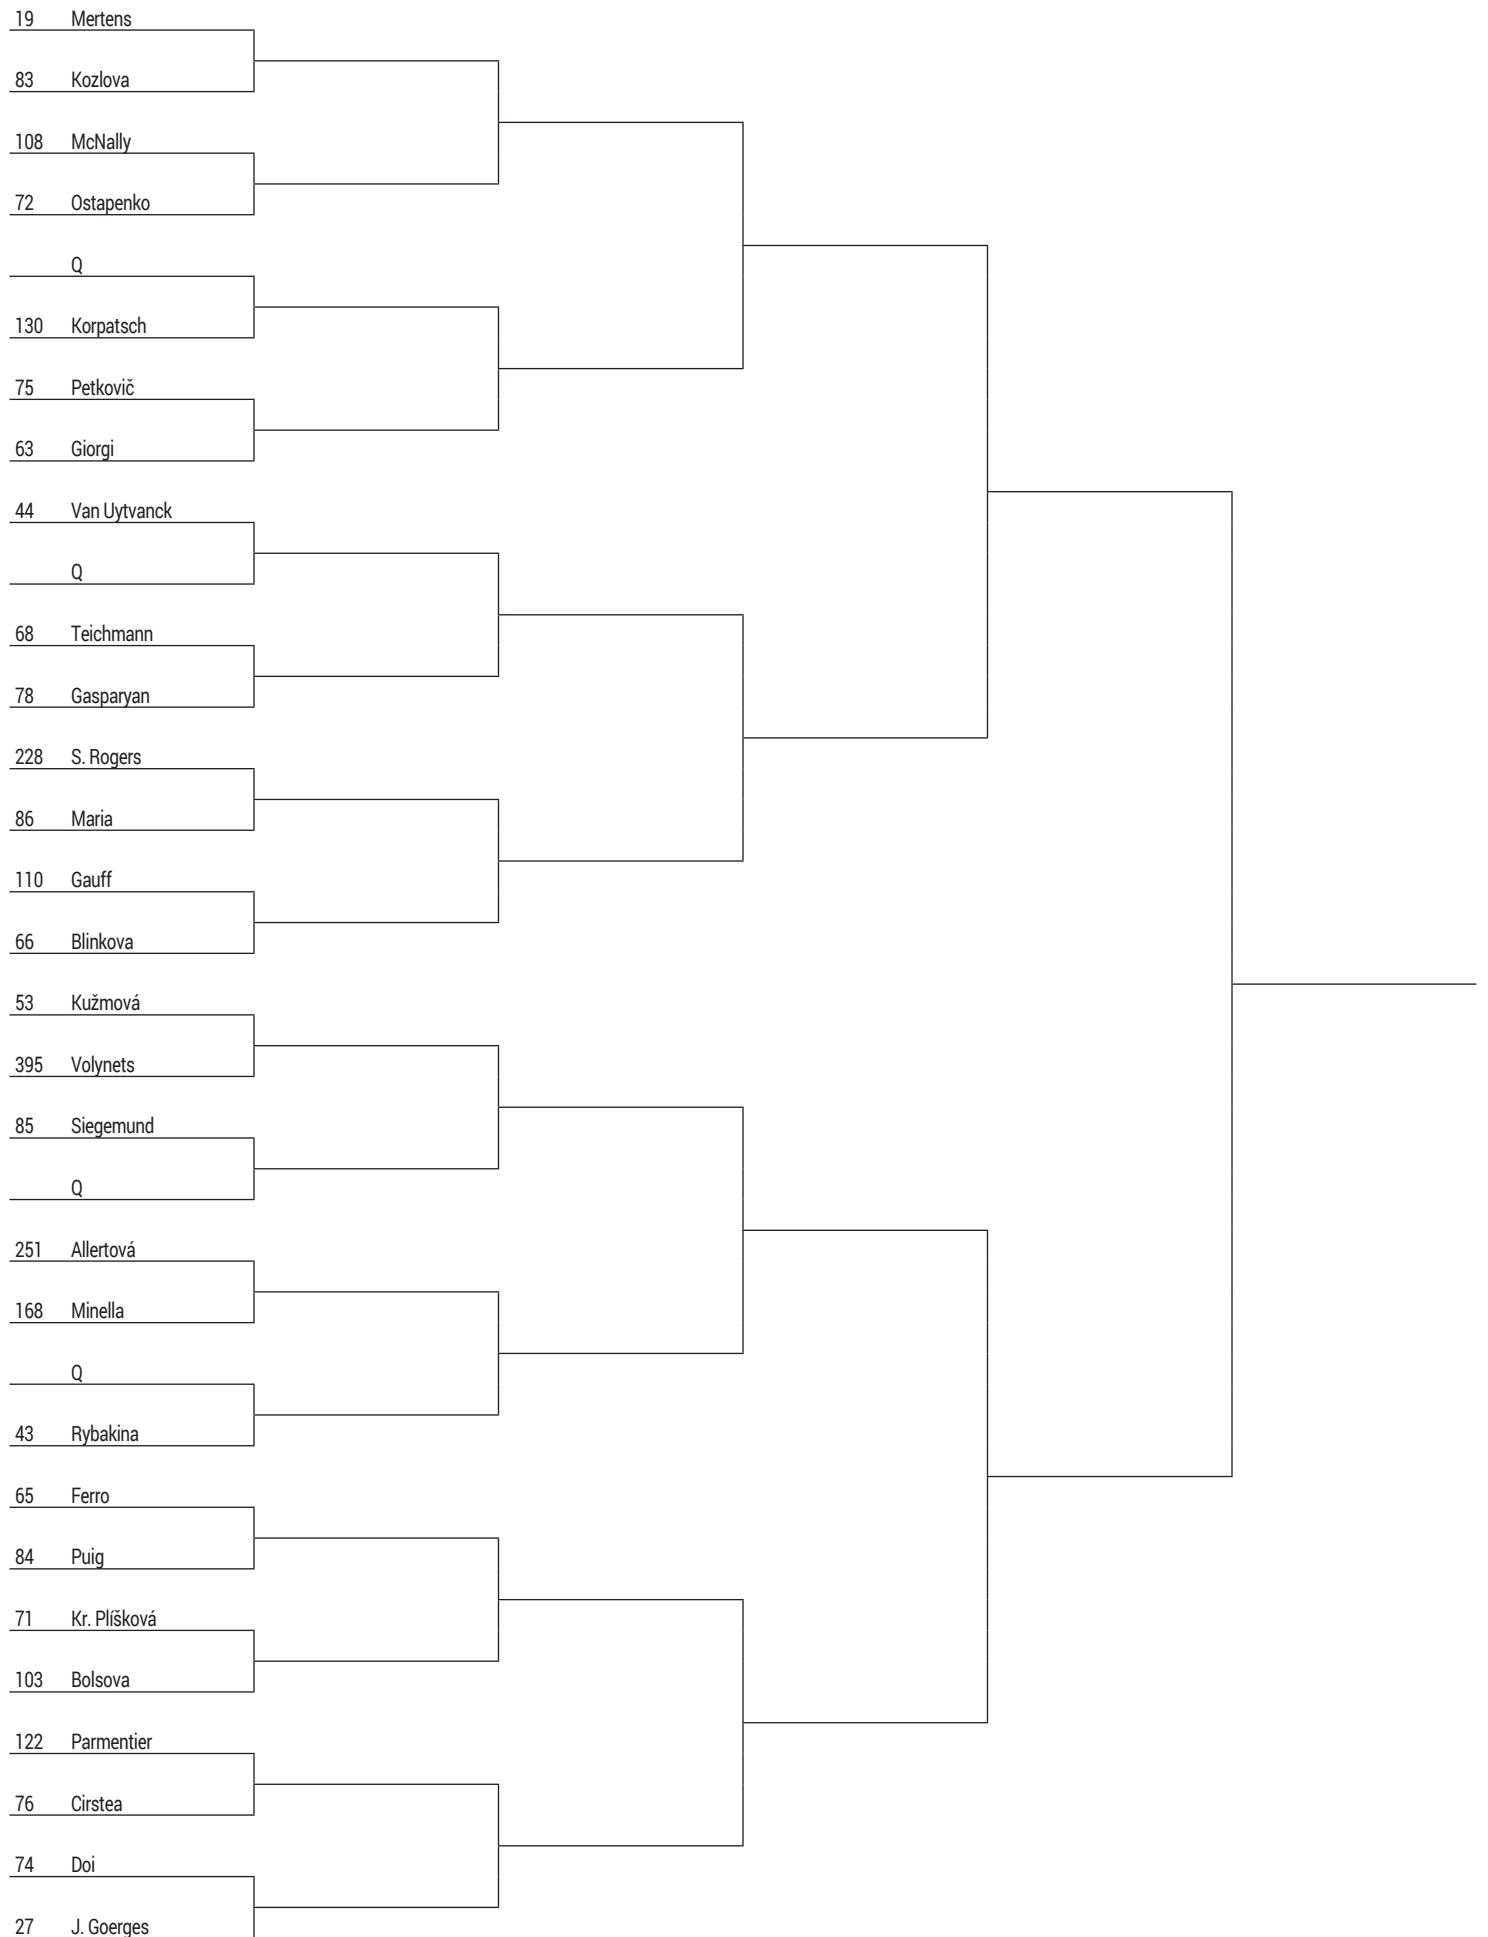 19 Mertens
83 Kozlova
108 McNally
72 Ostapenko
Q
130 Korpatsch
75 Petkovič
63 Giorgi
44 Van Uytvanck
Q
68 Teichmann
78 Gasparyan
228 S. Rogers
86 Maria
110 Gauff
66 Blinkova
53 Kužmová
395 Volynets
85 Siegemund
Q
251 Allertová
168 Minella
Q
43 Rybakina
65 Ferro
84 Puig
71 Kr. Plíšková
103 Bolsova
122 Parmentier
76 Cirstea
74 Doi
27 J. Goerges